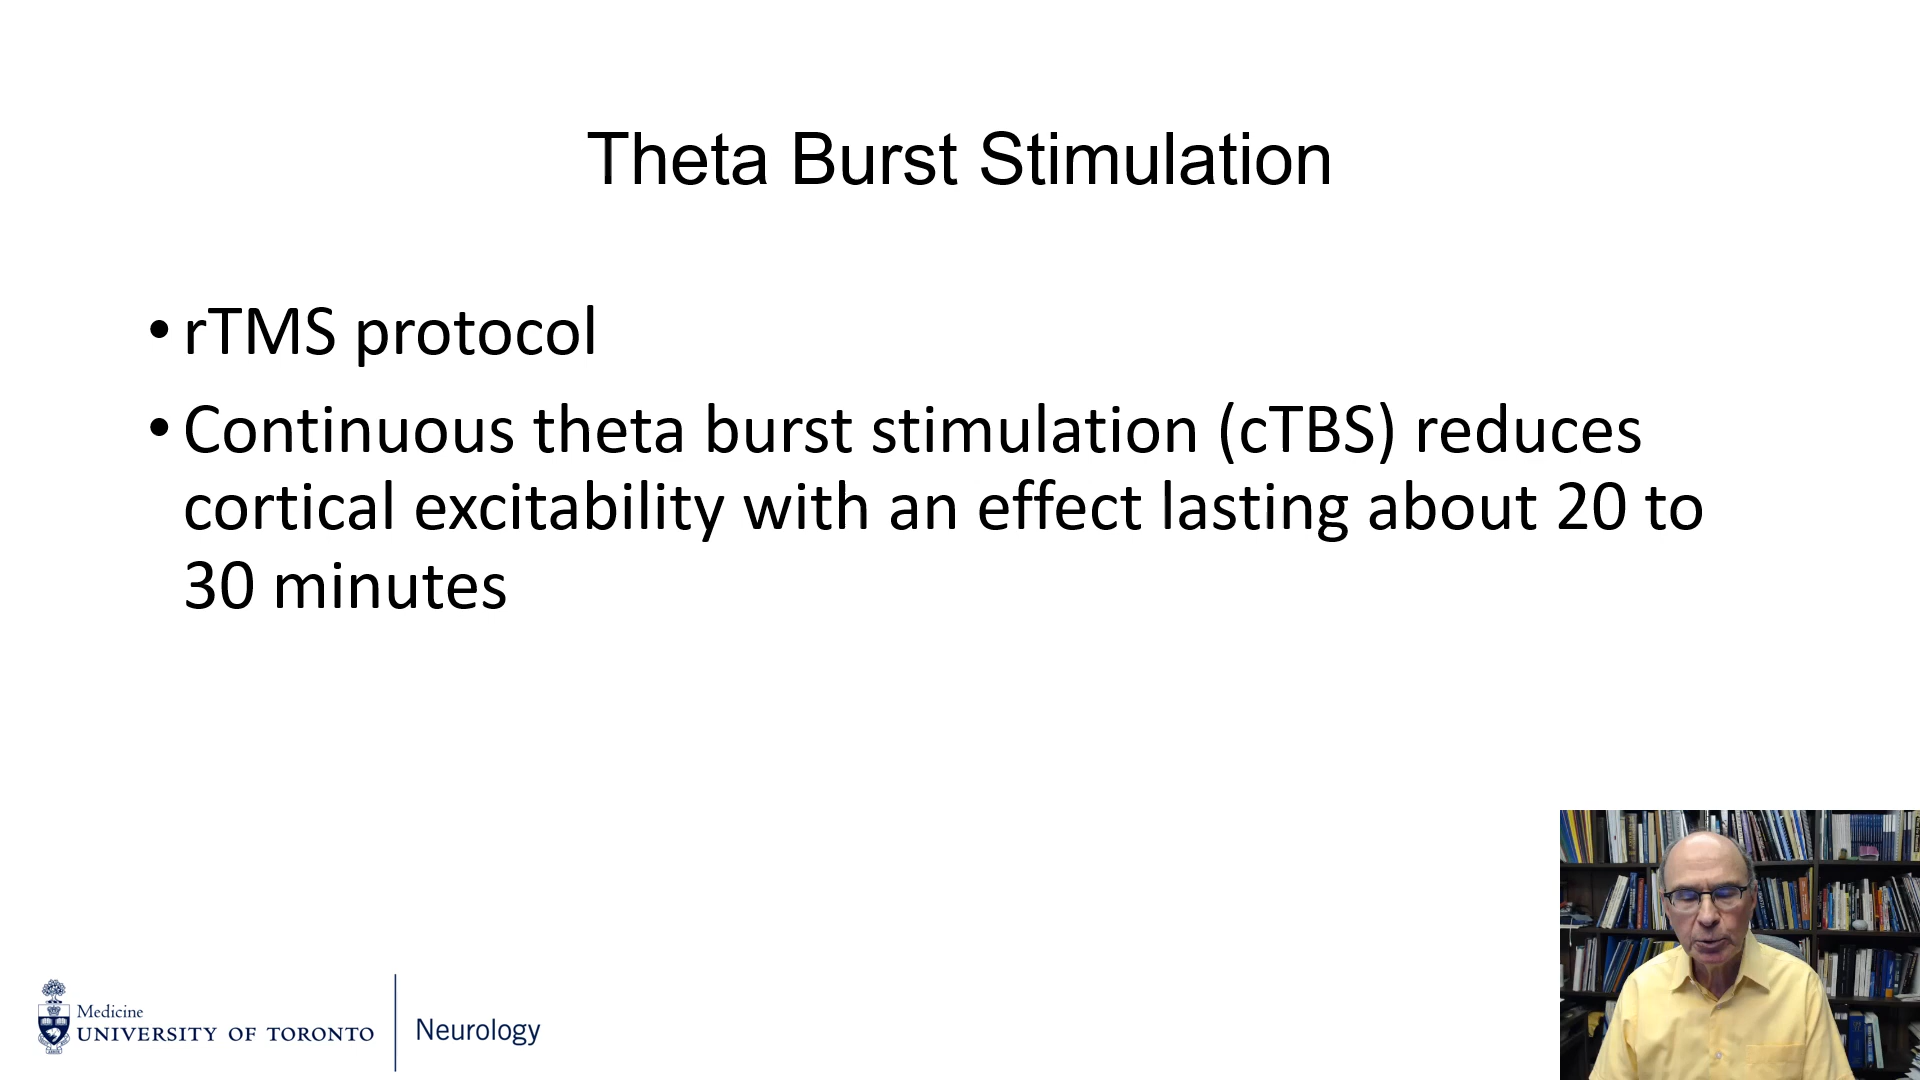 Theta Burst Stimulation
• rTMS protocol
• Continuous theta burst stimulation (cTBS) reduces
cortical excitability with an effect lasting about 20 to
30 minutes
Medicine
UNIVERSITY OF TORONTO
Neurology